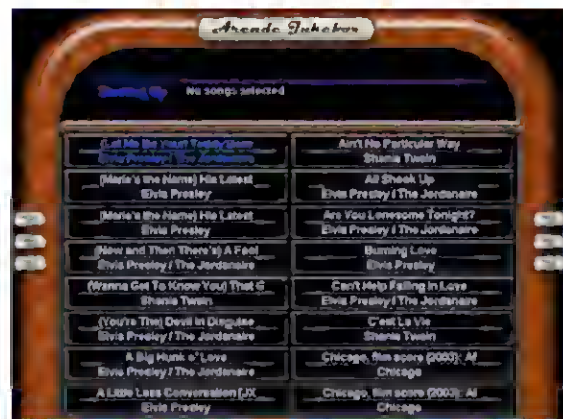 Arcade Jukebox
No songs selected
(Let Me Be Your) Teddy Bear
Elvis Presley / The Jordanaire
(Marie's the Name) His Latest
Elvis Presley
(Marie's the Name) His Latest
Elvis Presley
(Now and Then There's) A Fool
Elvis Presley / The Jordanaire
(Wanna Get To Know You) That G
Shania Twain
(You're The) Devil In Disguise
Elvis Presley / The Jordanaire
A Big Hunk o' Love
Elvis Presley / The Jordanaire
A Little Less Conversation [JX
Elvis Presley
Ain't No Particular Way
Shania Twain
All Shook Up
Elvis Presley / The Jordanaire
Are You Lonesome Tonight?
Elvis Presley / The Jordanaire
Burning Love
Elvis Presley
Can't Help Falling In Love
Elvis Presley / The Jordanaire
C'est La Vie
Shania Twain
Chicago, film score (2003): Al
Chicago
Chicago, film score (2003): Al
Chicago